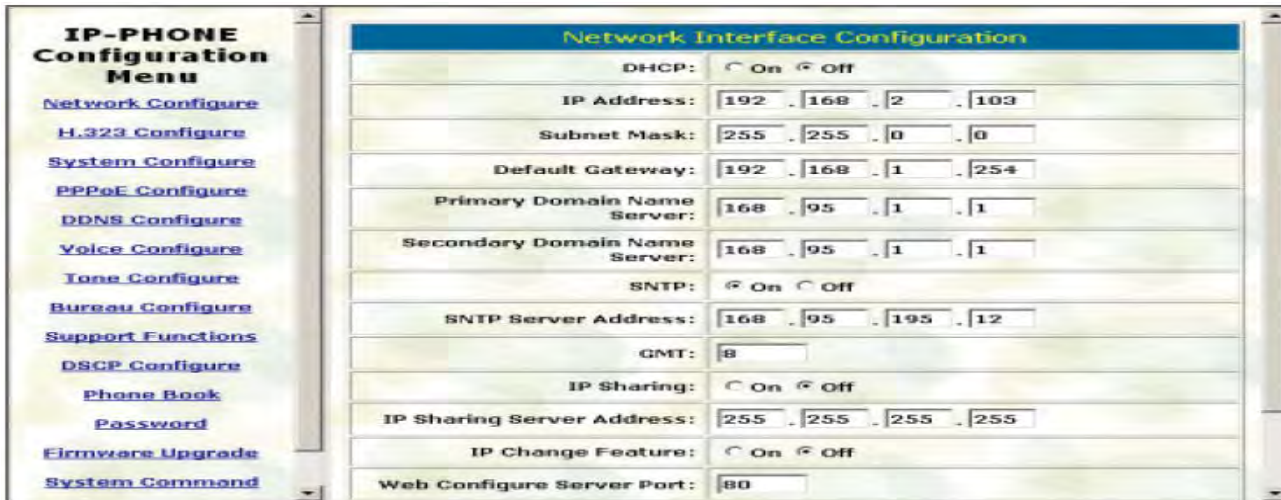 IP-PHONE
Configuration
Menu
Network Configure
H.323 Configure
System Configure
PPPoE Configure
DDNS Configure
Voice Configure
Tone Configure
Bureau Configure
Support Functions
DSCP Configure
Phone Book
Password
Firmware Upgrade
System Command
Network Interface Configuration
DHCP: On Off
IP Address: 192 . 168 . 2 . 103
Subnet Mask: 255 . 255 . 0 . 0
Default Gateway: 192 . 168 . 1 . 254
Primary Domain Name
Server: 168 . 95 . 1 . 1
Secondary Domain Name
Server: 168 . 95 . 1 . 1
SNTP: On Off
SNTP Server Address: 168 . 95 . 195 . 12
GMT: 8
IP Sharing: On Off
IP Sharing Server Address: 255 . 255 . 255 . 255
IP Change Feature: On Off
Web Configure Server Port: 80